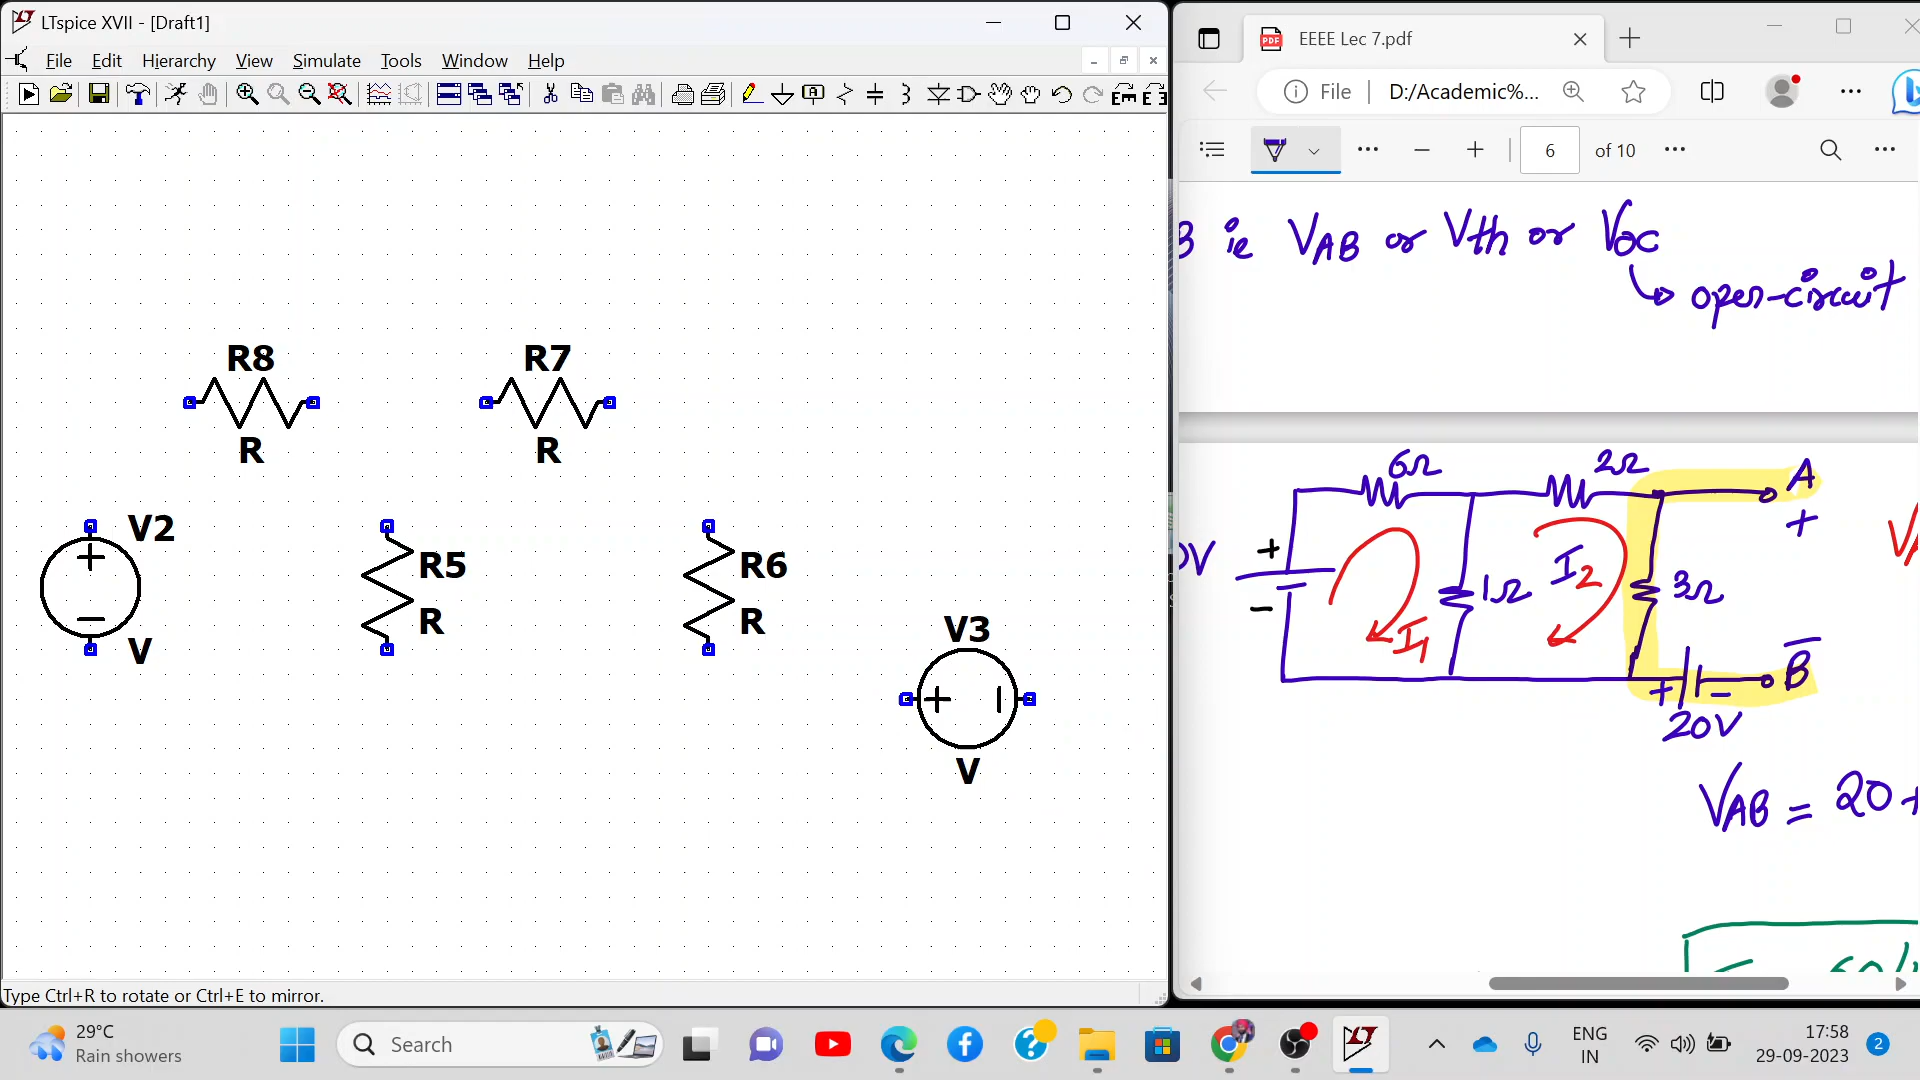 LTspice XVII - [Draft1]
File Edit Hierarchy View Simulate Tools Window Help
R8
R
R7
R
V2
V
R5
R
R6
R
V3
V
Type Ctrl+R to rotate or Ctrl+E to mirror.
EEEE Lec 7.pdf
File D:/Academic%...
6 of 10
B ie VAB or Vth or Voc
open-circuit
6Ω
2Ω
A
+
0V
+
-
I1
1Ω
I2
3Ω
B
+ -
20V
VAB = 20 +
29°C
Rain showers
Search
ENG
IN
17:58
29-09-2023
2